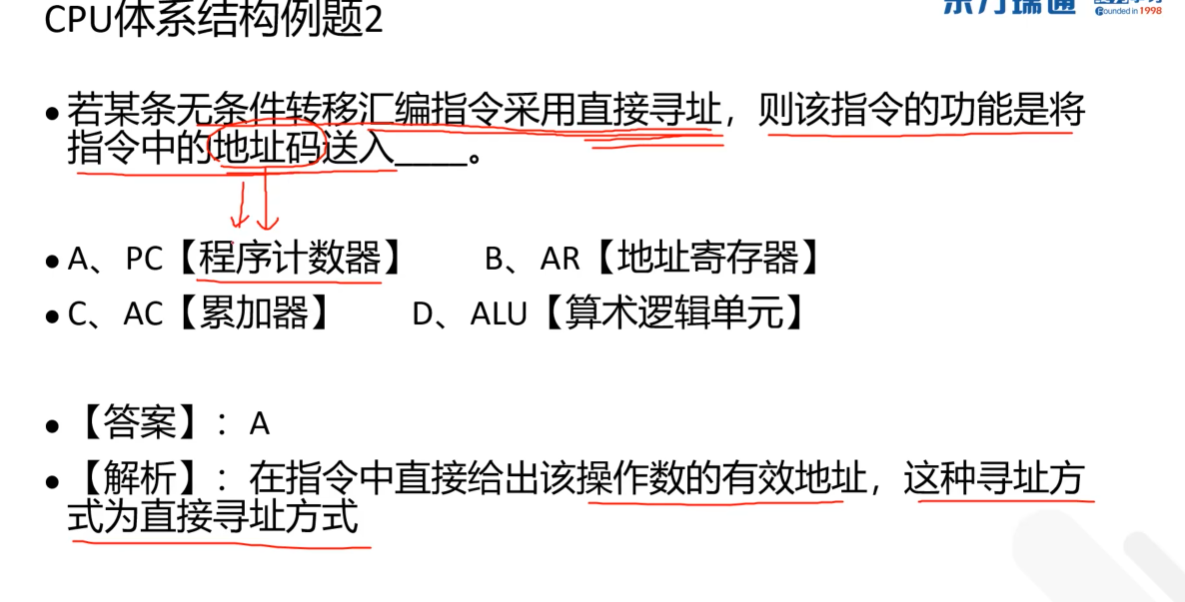 CPU体系结构例题2
Founded in 1998
• 若某条无条件转移汇编指令采用直接寻址，则该指令的功能是将
指令中的地址码送入____。
• A、PC【程序计数器】 B、AR【地址寄存器】
• C、AC【累加器】 D、ALU【算术逻辑单元】
• 【答案】：A
• 【解析】：在指令中直接给出该操作数的有效地址，这种寻址方
式为直接寻址方式